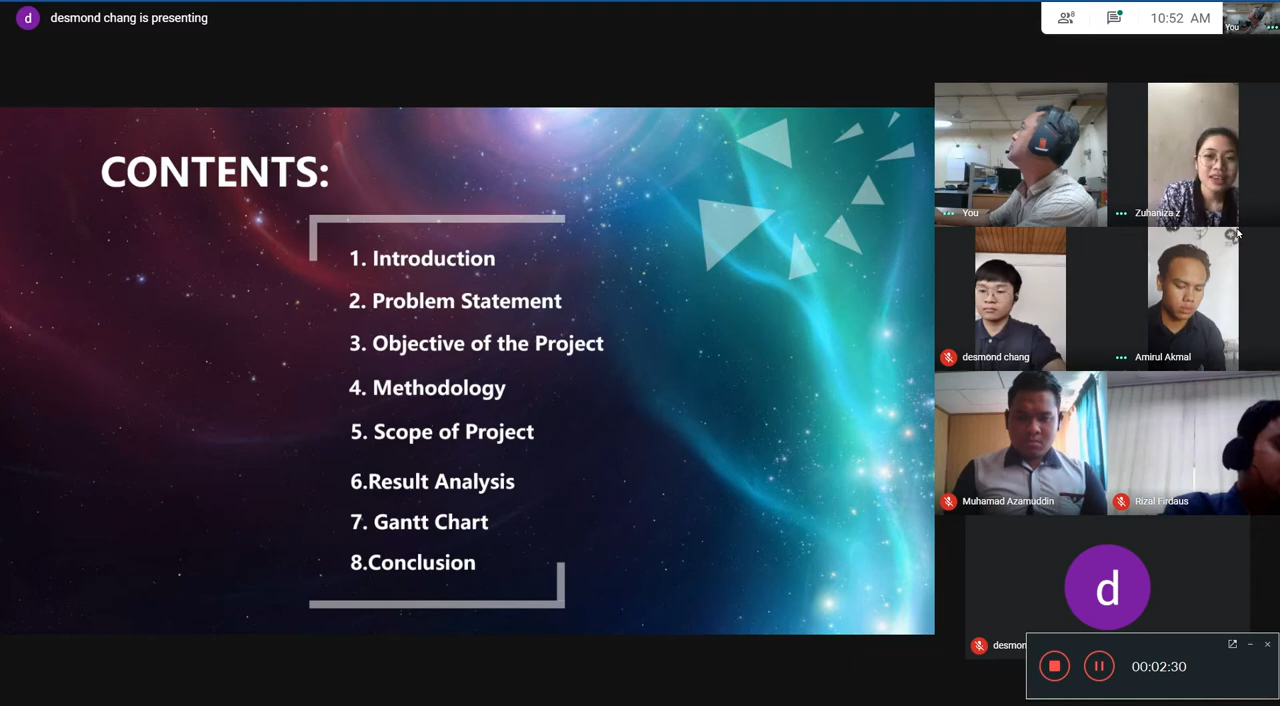 d desmond chang is presenting
8 10:52 AM
You
CONTENTS:
1. Introduction
2. Problem Statement
3. Objective of the Project
4. Methodology
5. Scope of Project
6.Result Analysis
7. Gantt Chart
8.Conclusion
You
Zuhaniza z
desmond chang
Amirul Akmal
Muhamad Azamuddin
Rizal Firdaus
d
desmon
00:02:30